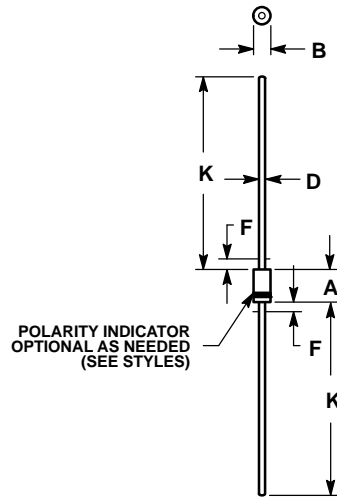 B
K
D
F
A
POLARITY INDICATOR
OPTIONAL AS NEEDED
(SEE STYLES)
F
K